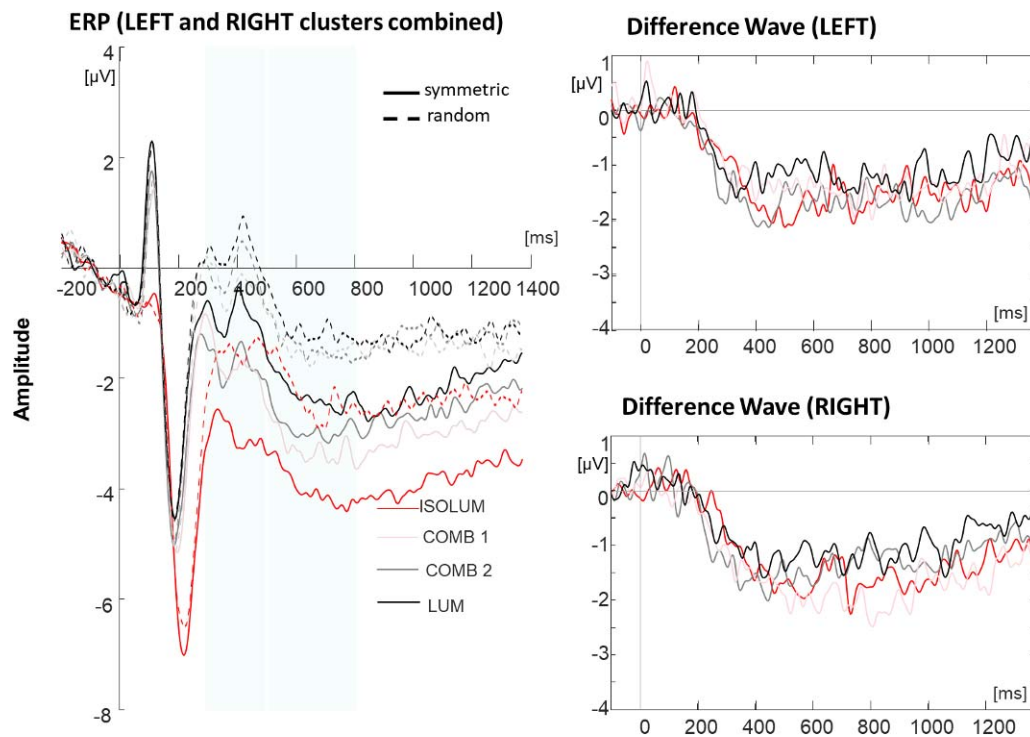 ERP (LEFT and RIGHT clusters combined)
4
[µV]
symmetric
random
2
[ms]
-200
200 400 600 800 1000 1200 1400
-2
-4
-6
-8
Amplitude
ISOLUM
COMB 1
COMB 2
LUM
Difference Wave (LEFT)
1
[µV]
0
-1
-2
-3
-4
[ms]
0 200 400 600 800 1000 1200
Difference Wave (RIGHT)
1
[µV]
0
-1
-2
-3
-4
[ms]
0 200 400 600 800 1000 1200